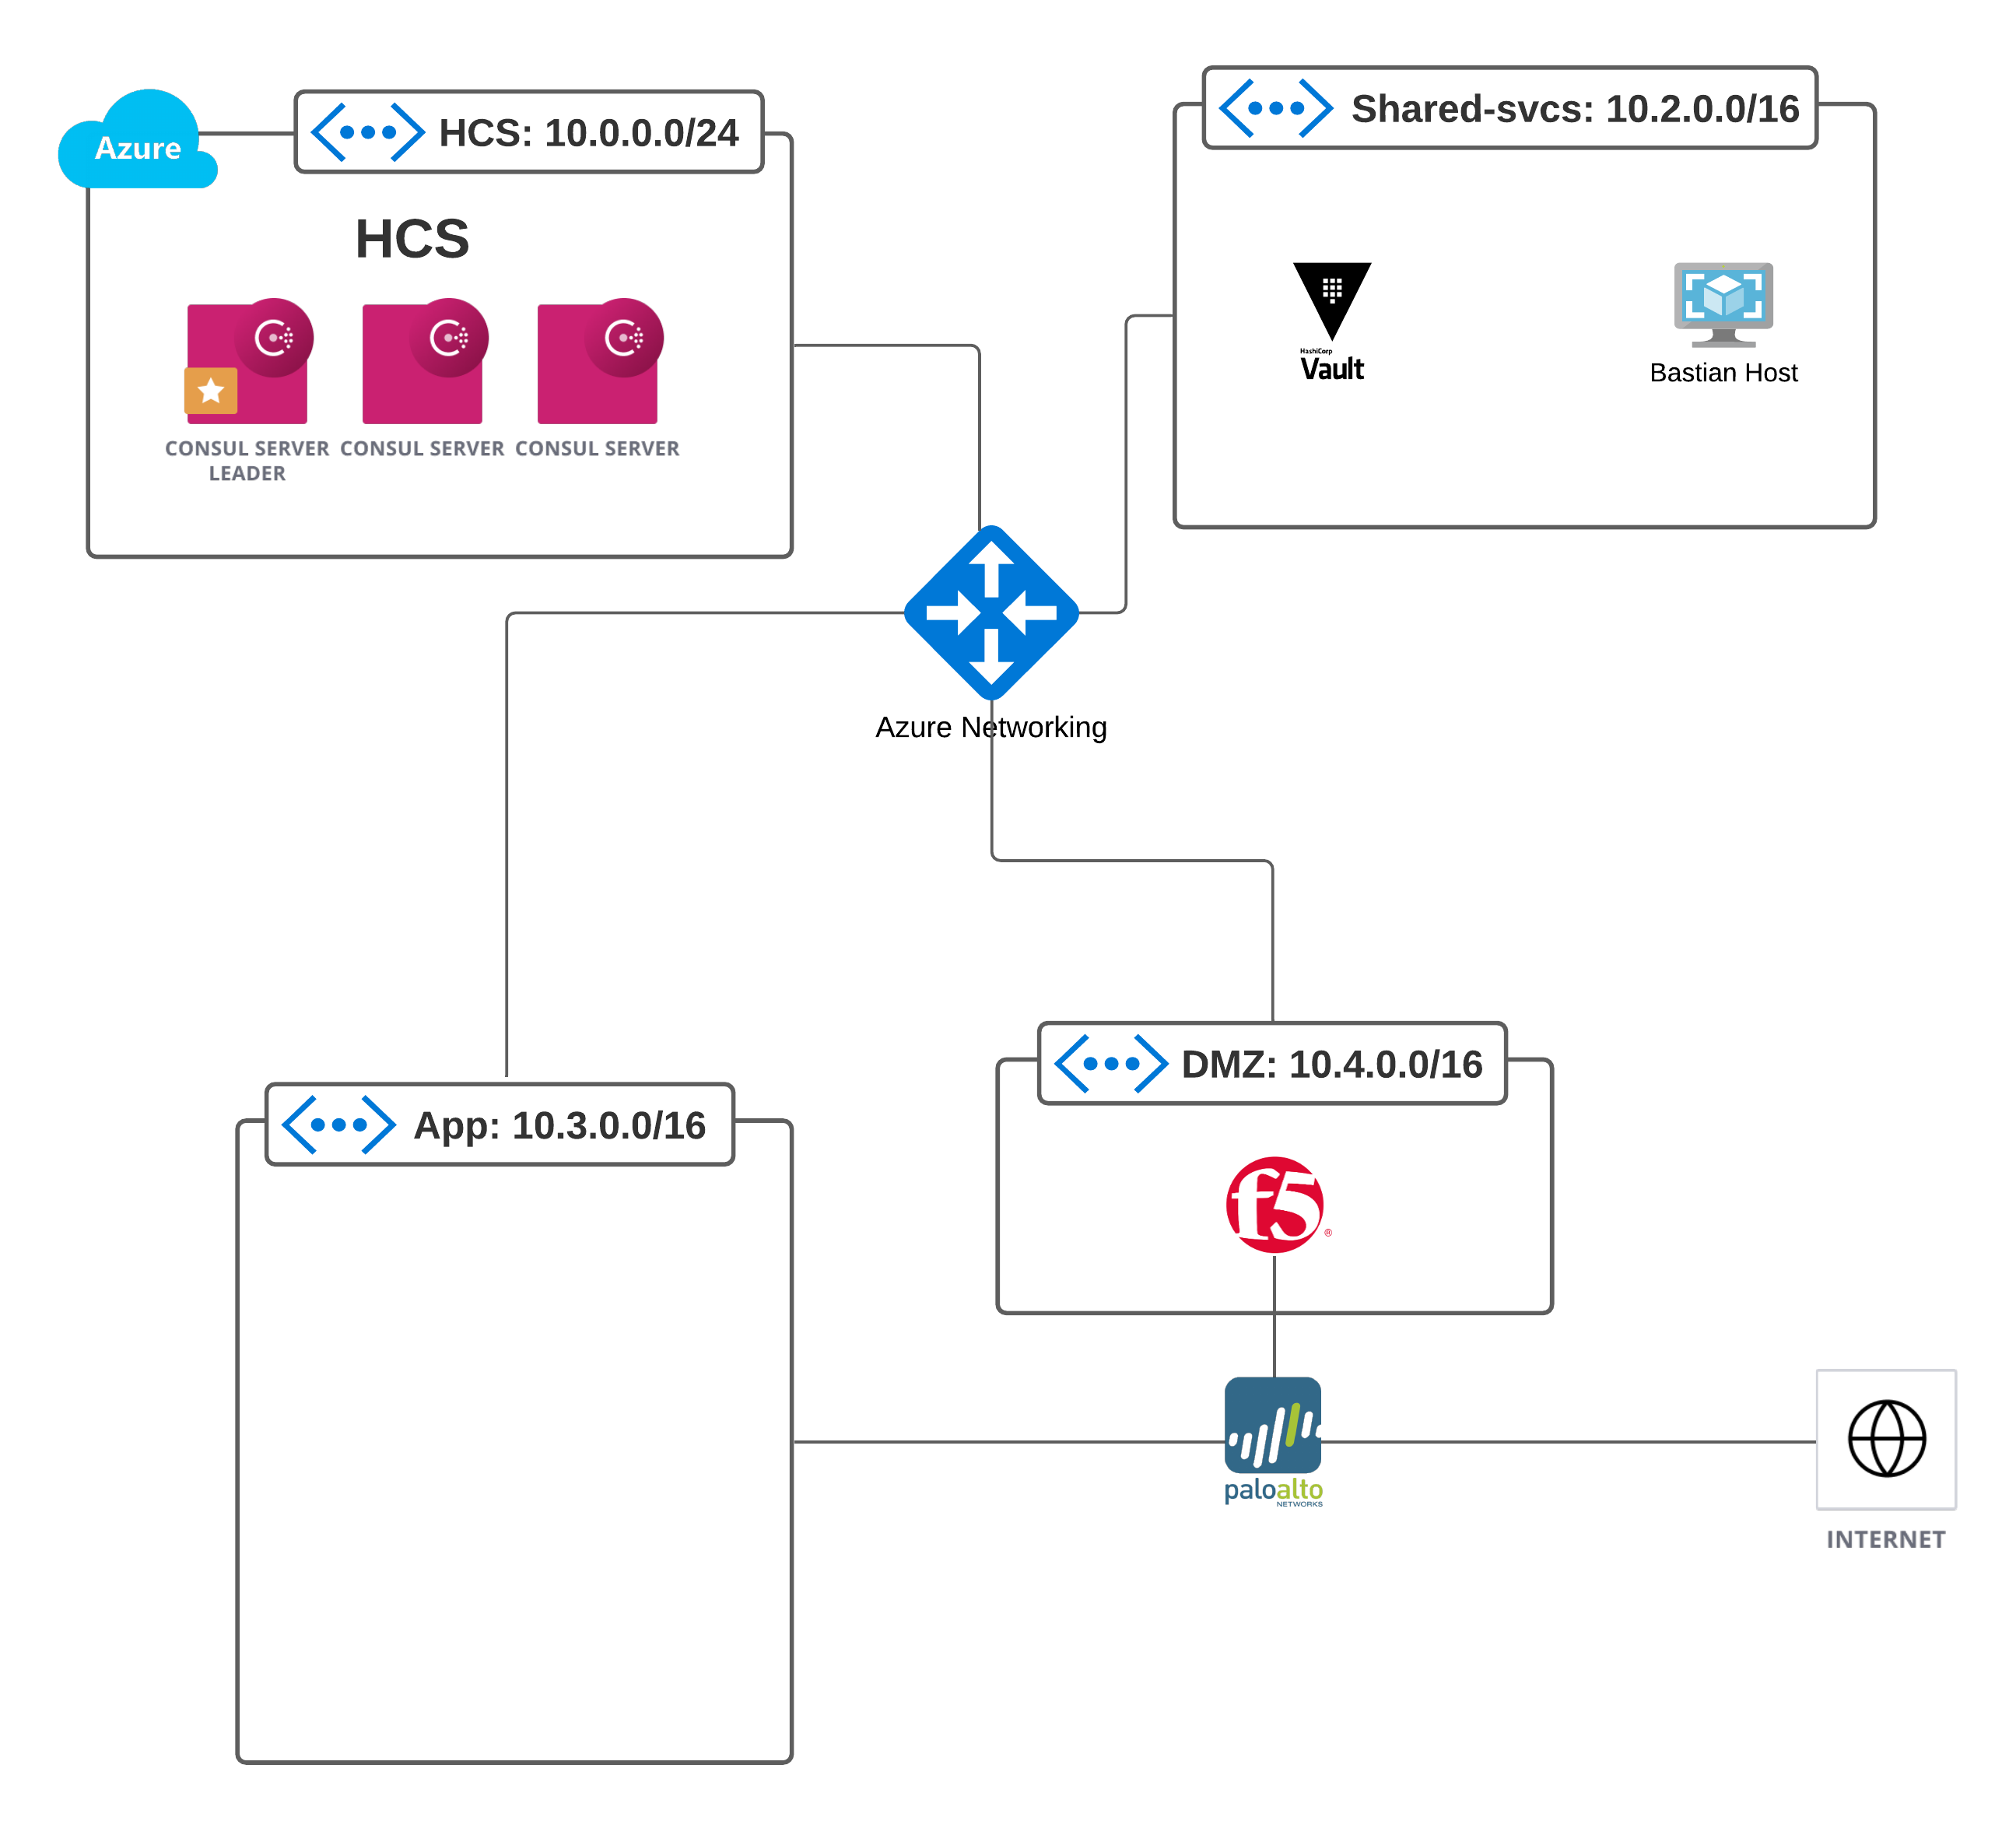 Azure
HCS: 10.0.0.0/24
HCS
CONSUL SERVER
LEADER
CONSUL SERVER
CONSUL SERVER
Shared-svcs: 10.2.0.0/16
HashiCorp
Vault
Bastian Host
Azure Networking
App: 10.3.0.0/16
DMZ: 10.4.0.0/16
f5®
paloalto
NETWORKS
INTERNET